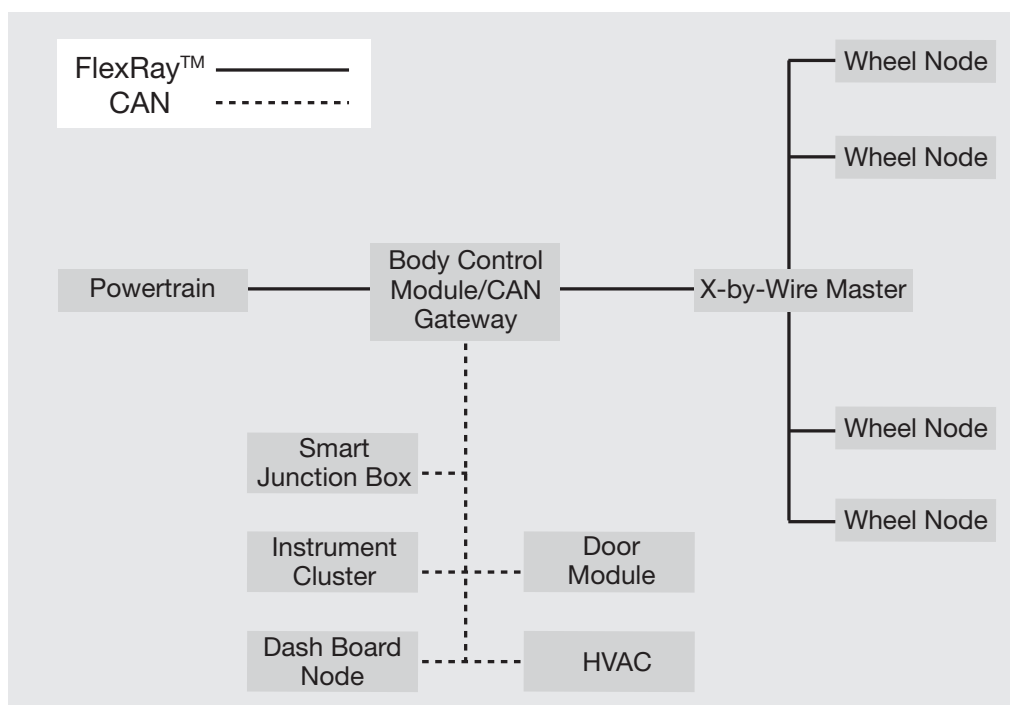 FlexRay™
CAN
Wheel Node
Wheel Node
Powertrain
Body Control
Module/CAN
Gateway
X-by-Wire Master
Wheel Node
Wheel Node
Smart
Junction Box
Instrument
Cluster
Door
Module
Dash Board
Node
HVAC